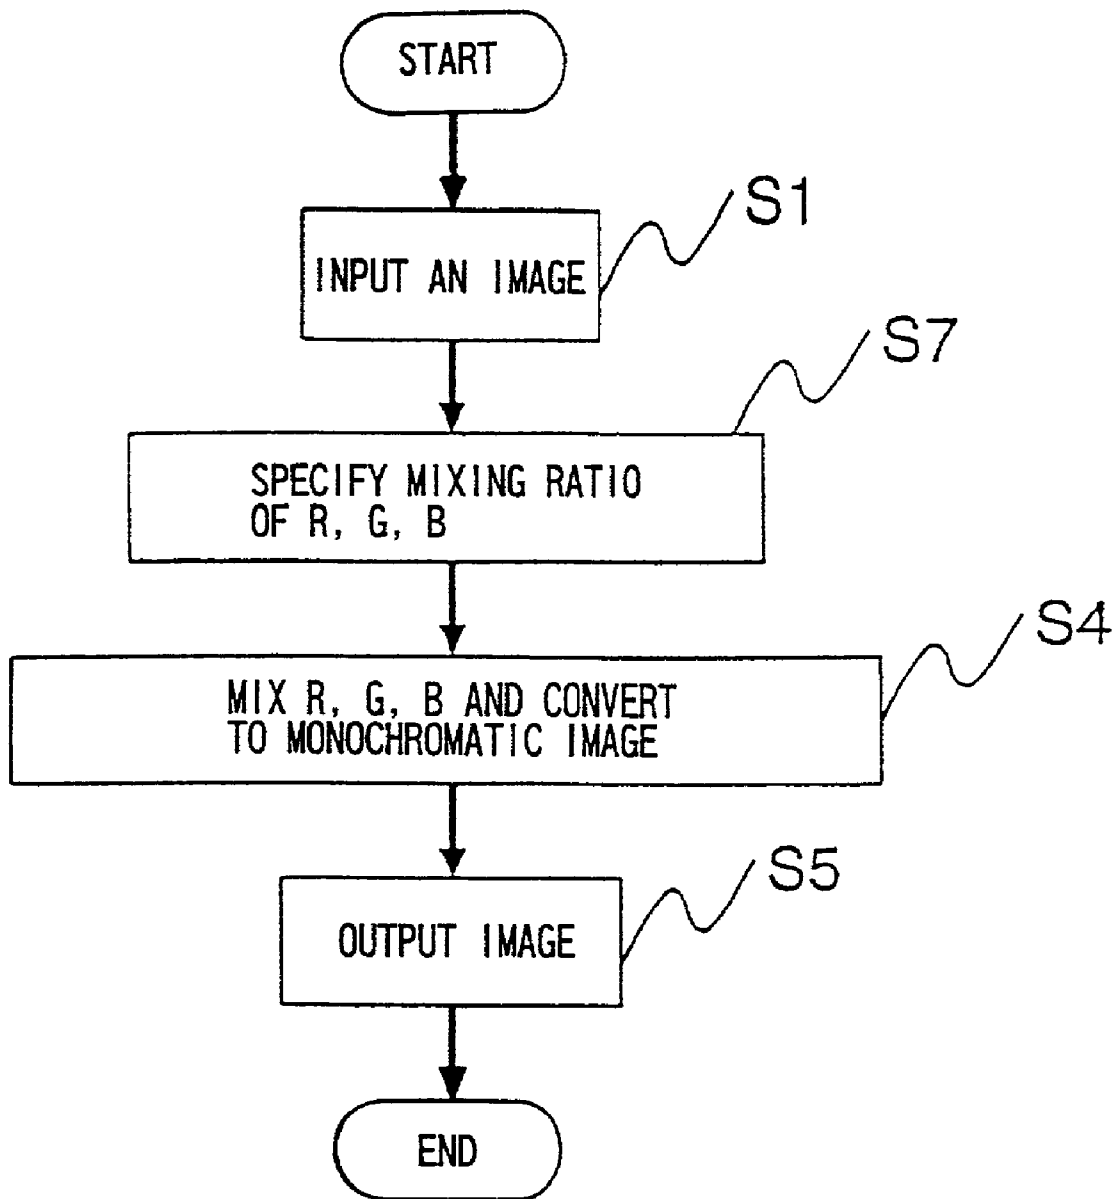 START
S1
INPUT AN IMAGE
S7
SPECIFY MIXING RATIO
OF R, G, B
S4
MIX R, G, B AND CONVERT
TO MONOCHROMATIC IMAGE
S5
OUTPUT IMAGE
END